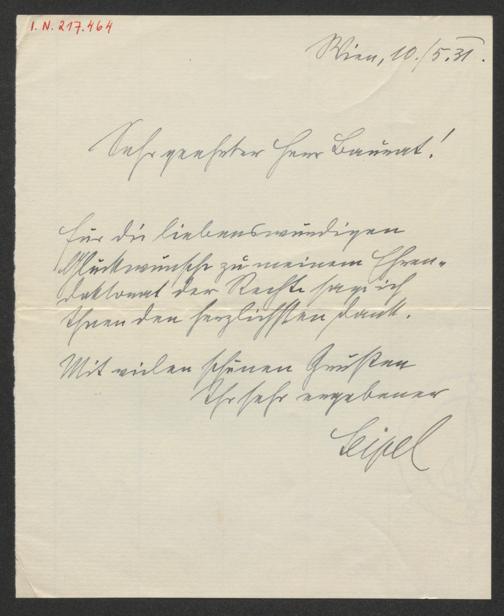 I. N. 217.464
Wien, 10./5.31.
Sehr geehrter Herr Baurat!
Für die liebenswürdigen
Glückwünsche zu meinem Ehren-
doktorat der Rechte sage ich
Ihnen den herzlichsten Dank.
Mit vielen schönen Grüßen
Ihr sehr ergebener
Seipel